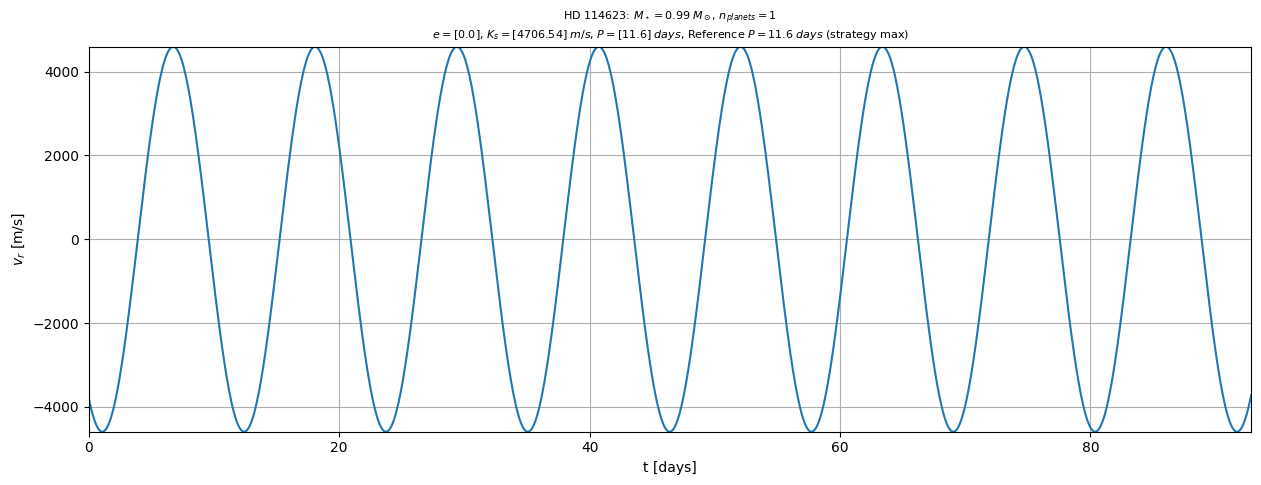 HD 114623: M⋆ = 0.99 M⊙, n_planets = 1
e = [0.0], K_s = [4706.54] m/s, P = [11.6] days, Reference P = 11.6 days (strategy max)
4000
2000
0
−2000
−4000
v_r [m/s]
0 20 40 60 80
t [days]